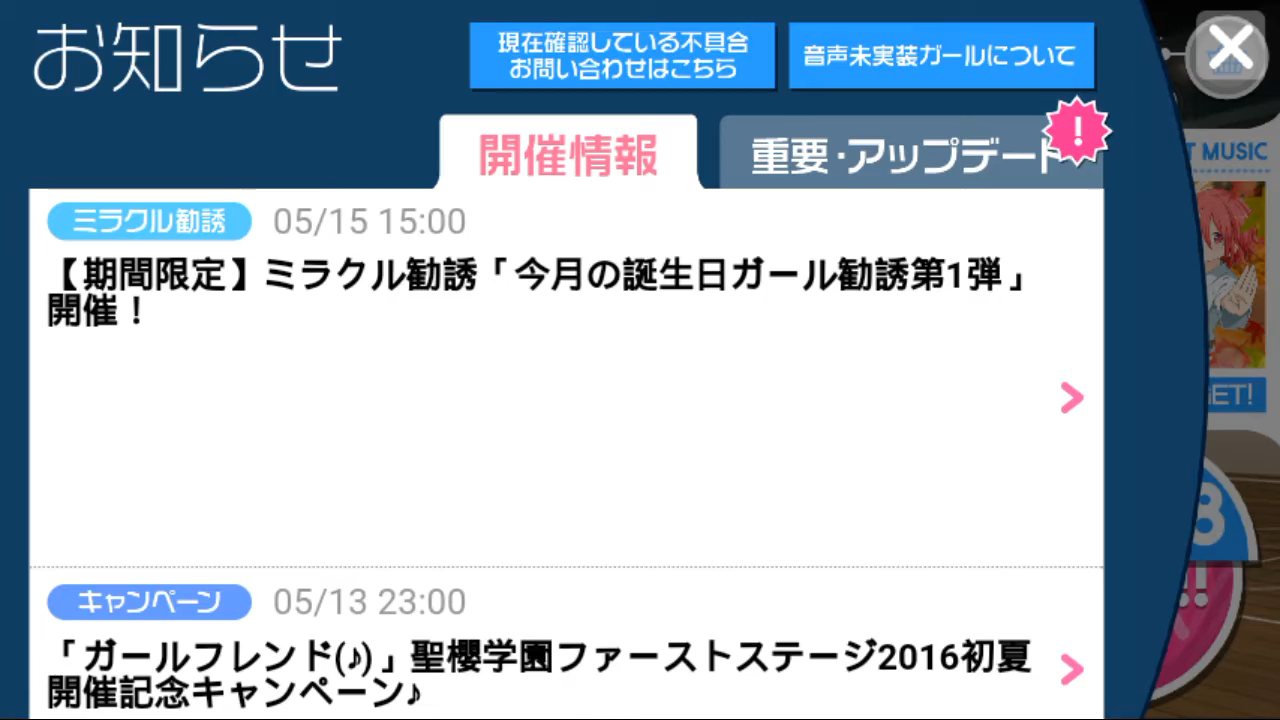 お知らせ
現在確認している不具合
お問い合わせはこちら
音声未実装ガールについて
開催情報
重要・アップデート
!
T MUSIC
ミラクル勧誘 05/15 15:00
【期間限定】ミラクル勧誘「今月の誕生日ガール勧誘第1弾」
開催！
GET!
8
キャンペーン 05/13 23:00
「ガールフレンド(♪)」聖櫻学園ファーストステージ2016初夏
開催記念キャンペーン♪
!!